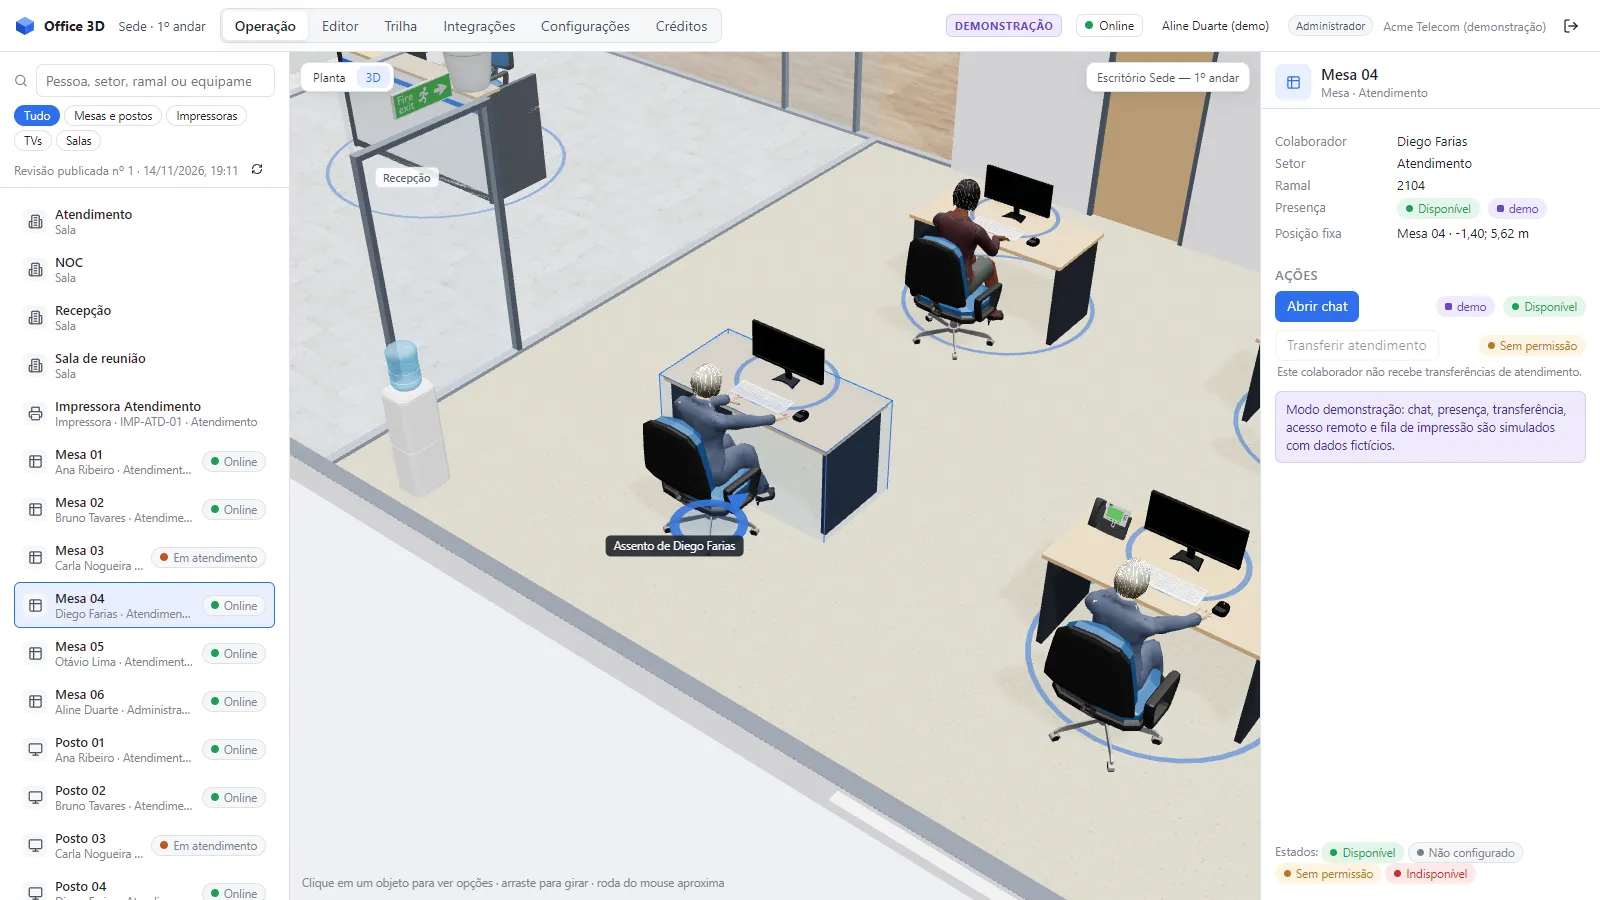 Office 3D
Sede · 1º andar
Operação
Editor
Trilha
Integrações
Configurações
Créditos
DEMONSTRAÇÃO
Online
Aline Duarte (demo)
Administrador
Acme Telecom (demonstração)
Pessoa, setor, ramal ou equipame
Tudo
Mesas e postos
Impressoras
TVs
Salas
Revisão publicada nº 1 · 14/11/2026, 19:11
Atendimento
Sala
NOC
Sala
Recepção
Sala
Sala de reunião
Sala
Impressora Atendimento
Impressora · IMP-ATD-01 · Atendimento
Mesa 01
Ana Ribeiro · Atendiment...
Online
Mesa 02
Bruno Tavares · Atendime...
Online
Mesa 03
Carla Nogueira ...
Em atendimento
Mesa 04
Diego Farias · Atendimen...
Online
Mesa 05
Otávio Lima · Atendiment...
Online
Mesa 06
Aline Duarte · Administra...
Online
Posto 01
Ana Ribeiro · Atendiment...
Online
Posto 02
Bruno Tavares · Atendime...
Online
Posto 03
Carla Nogueira ...
Em atendimento
Posto 04
Diego Farias · Atendimen...
Online
Planta
3D
Escritório Sede — 1º andar
Fire
exit
Recepção
Assento de Diego Farias
Clique em um objeto para ver opções · arraste para girar · roda do mouse aproxima
Mesa 04
Mesa · Atendimento
Colaborador Diego Farias
Setor Atendimento
Ramal 2104
Presença Disponível demo
Posição fixa Mesa 04 · -1,40; 5,62 m
AÇÕES
Abrir chat
demo
Disponível
Transferir atendimento
Sem permissão
Este colaborador não recebe transferências de atendimento.
Modo demonstração: chat, presença, transferência,
acesso remoto e fila de impressão são simulados
com dados fictícios.
Estados: Disponível Não configurado
Sem permissão Indisponível